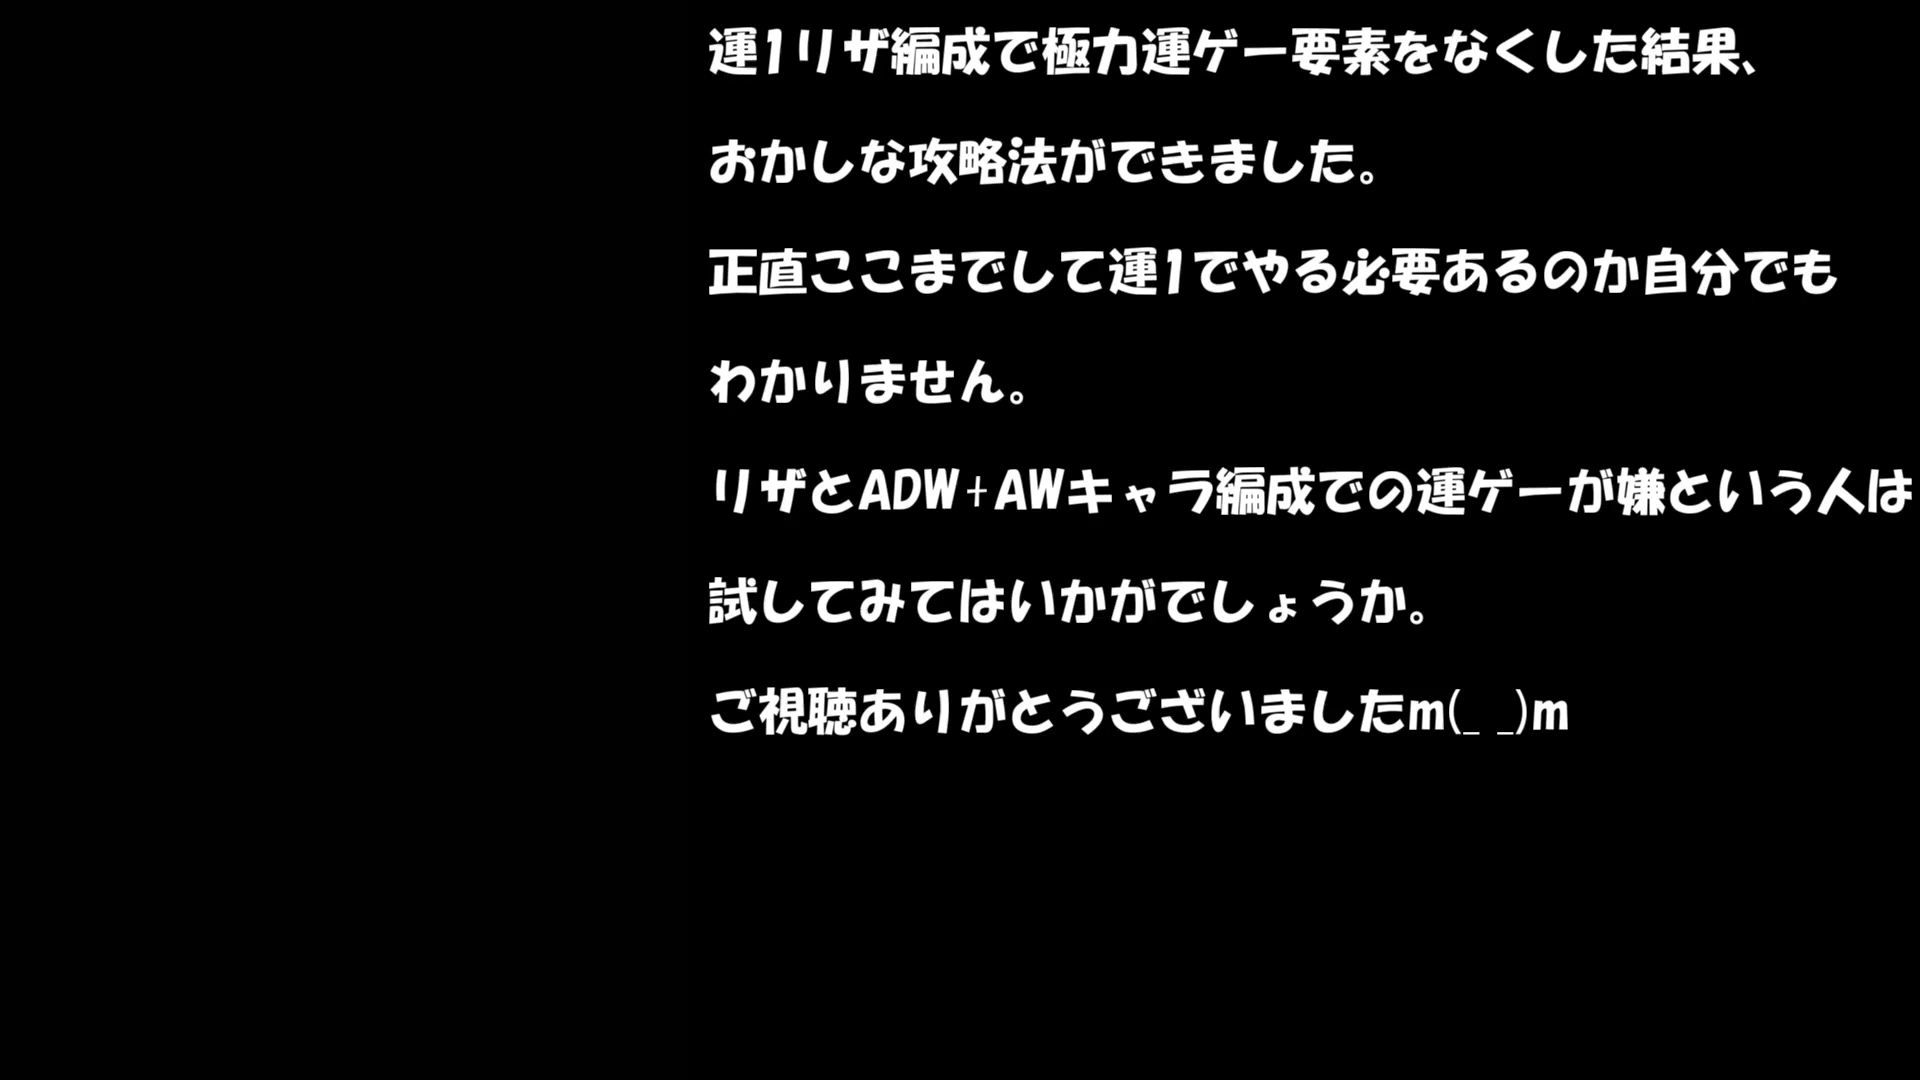 運1リザ編成で極力運ゲー要素をなくした結果、
おかしな攻略法ができました。
正直ここまでして運1でやる必要あるのか自分でも
わかりません。
リザとADW+AWキャラ編成での運ゲーが嫌という人は
試してみてはいかがでしょうか。
ご視聴ありがとうございましたm(_ _)m